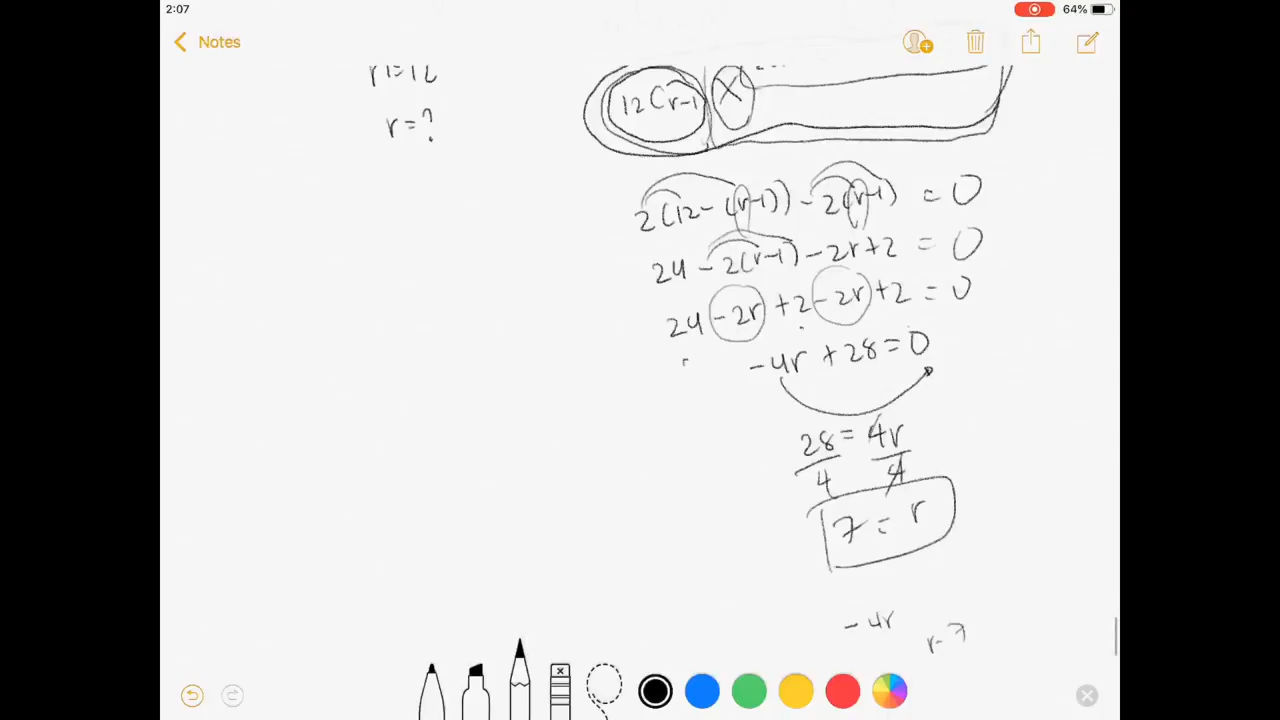 2:07
64%
Notes
n=12
r=?
12Cr-1
X
2(12-(r-1))-2(r-1)=0
24-2(r-1)-2r+2=0
24-2r+2-2r+2=0
-4r+28=0
28=4r
4 4
7=r
-4r
r-7